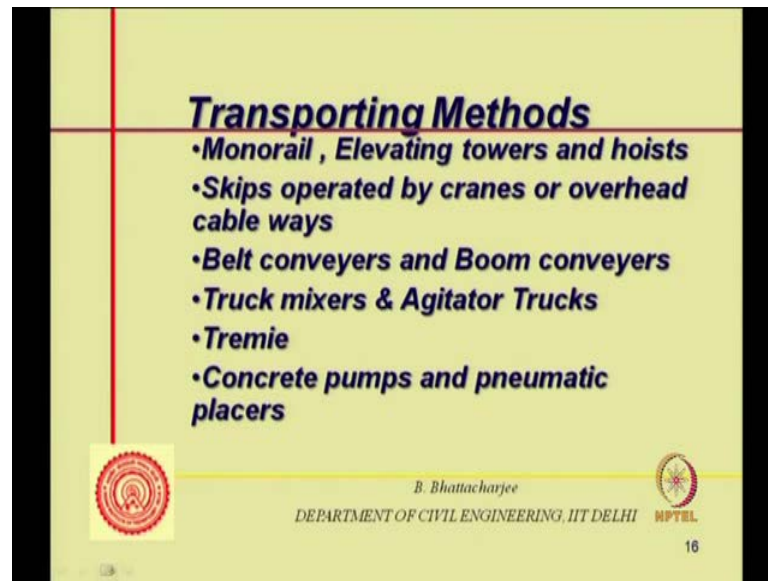 Transporting Methods
•Monorail , Elevating towers and hoists
•Skips operated by cranes or overhead
cable ways
•Belt conveyers and Boom conveyers
•Truck mixers & Agitator Trucks
•Tremie
•Concrete pumps and pneumatic
placers
B. Bhattacharjee
DEPARTMENT OF CIVIL ENGINEERING, IIT DELHI
NPTEL
16